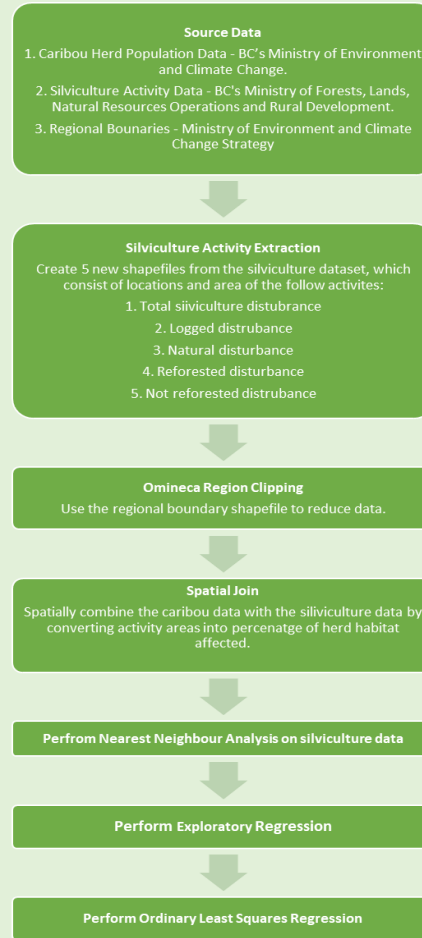 Source Data
1. Caribou Herd Population Data - BC's Ministry of Environment
and Climate Change.
2. Silviculture Activity Data - BC's Ministry of Forests, Lands,
Natural Resources Operations and Rural Development.
3. Regional Bounaries - Ministry of Environment and Climate
Change Strategy
Silviculture Activity Extraction
Create 5 new shapefiles from the silviculture dataset, which
consist of locations and area of the follow activites:
1. Total siiviculture distubrance
2. Logged distrubance
3. Natural disturbance
4. Reforested disturbance
5. Not reforested distrubance
Omineca Region Clipping
Use the regional boundary shapefile to reduce data.
Spatial Join
Spatially combine the caribou data with the siliviculture data by
converting activity areas into percenatge of herd habitat
affected.
Perfrom Nearest Neighbour Analysis on silviculture data
Perform Exploratory Regression
Perform Ordinary Least Squares Regression